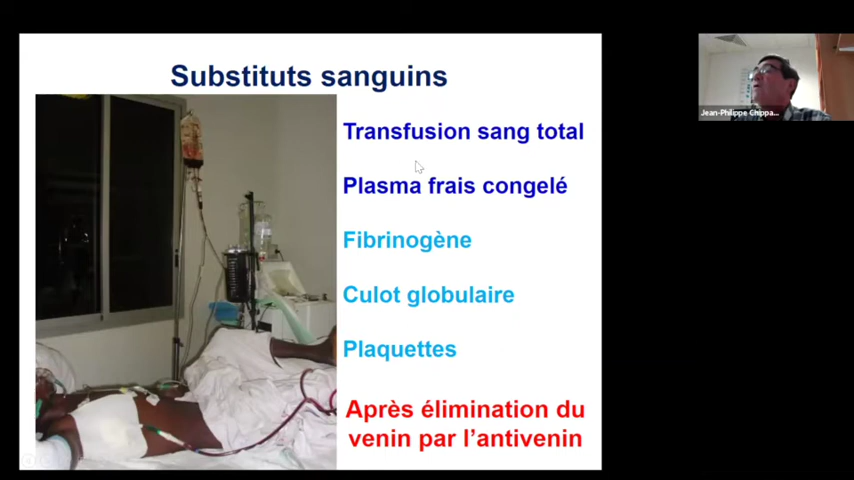 Substituts sanguins
Transfusion sang total
Plasma frais congelé
Fibrinogène
Culot globulaire
Plaquettes
Après élimination du
venin par l'antivenin
Jean-Philippe Chippa...